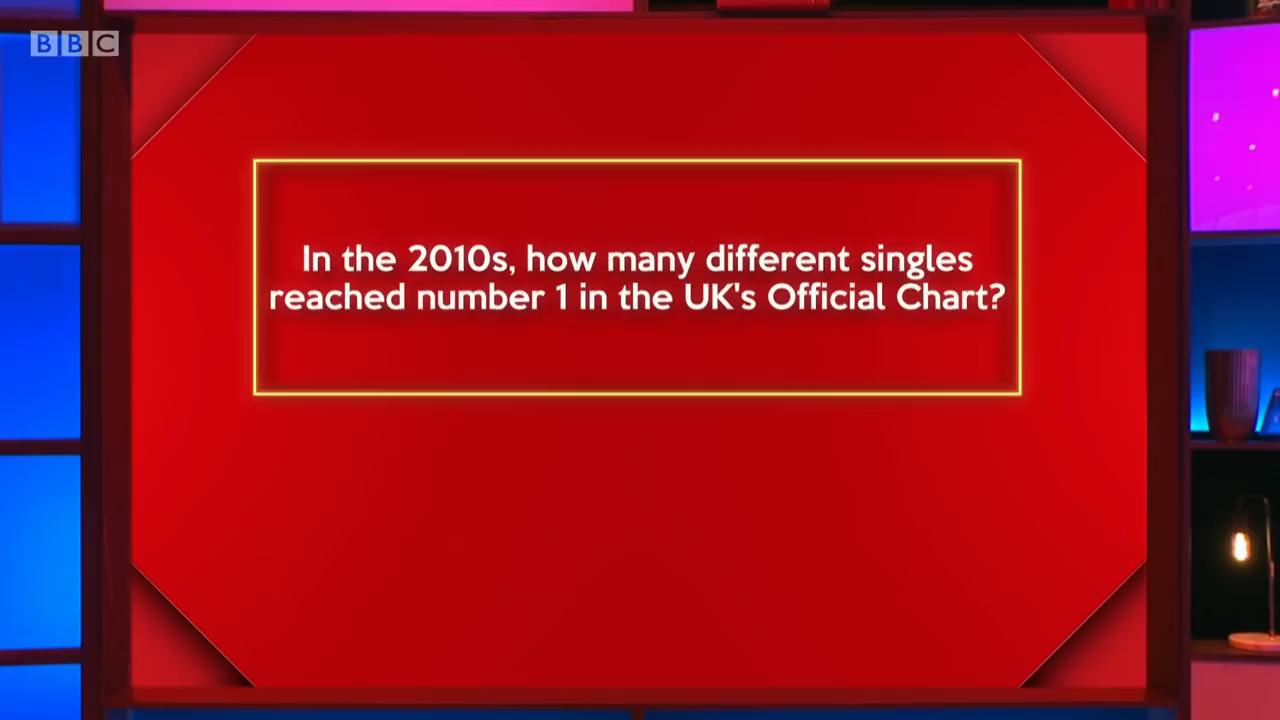 BBC
In the 2010s, how many different singles
reached number 1 in the UK's Official Chart?